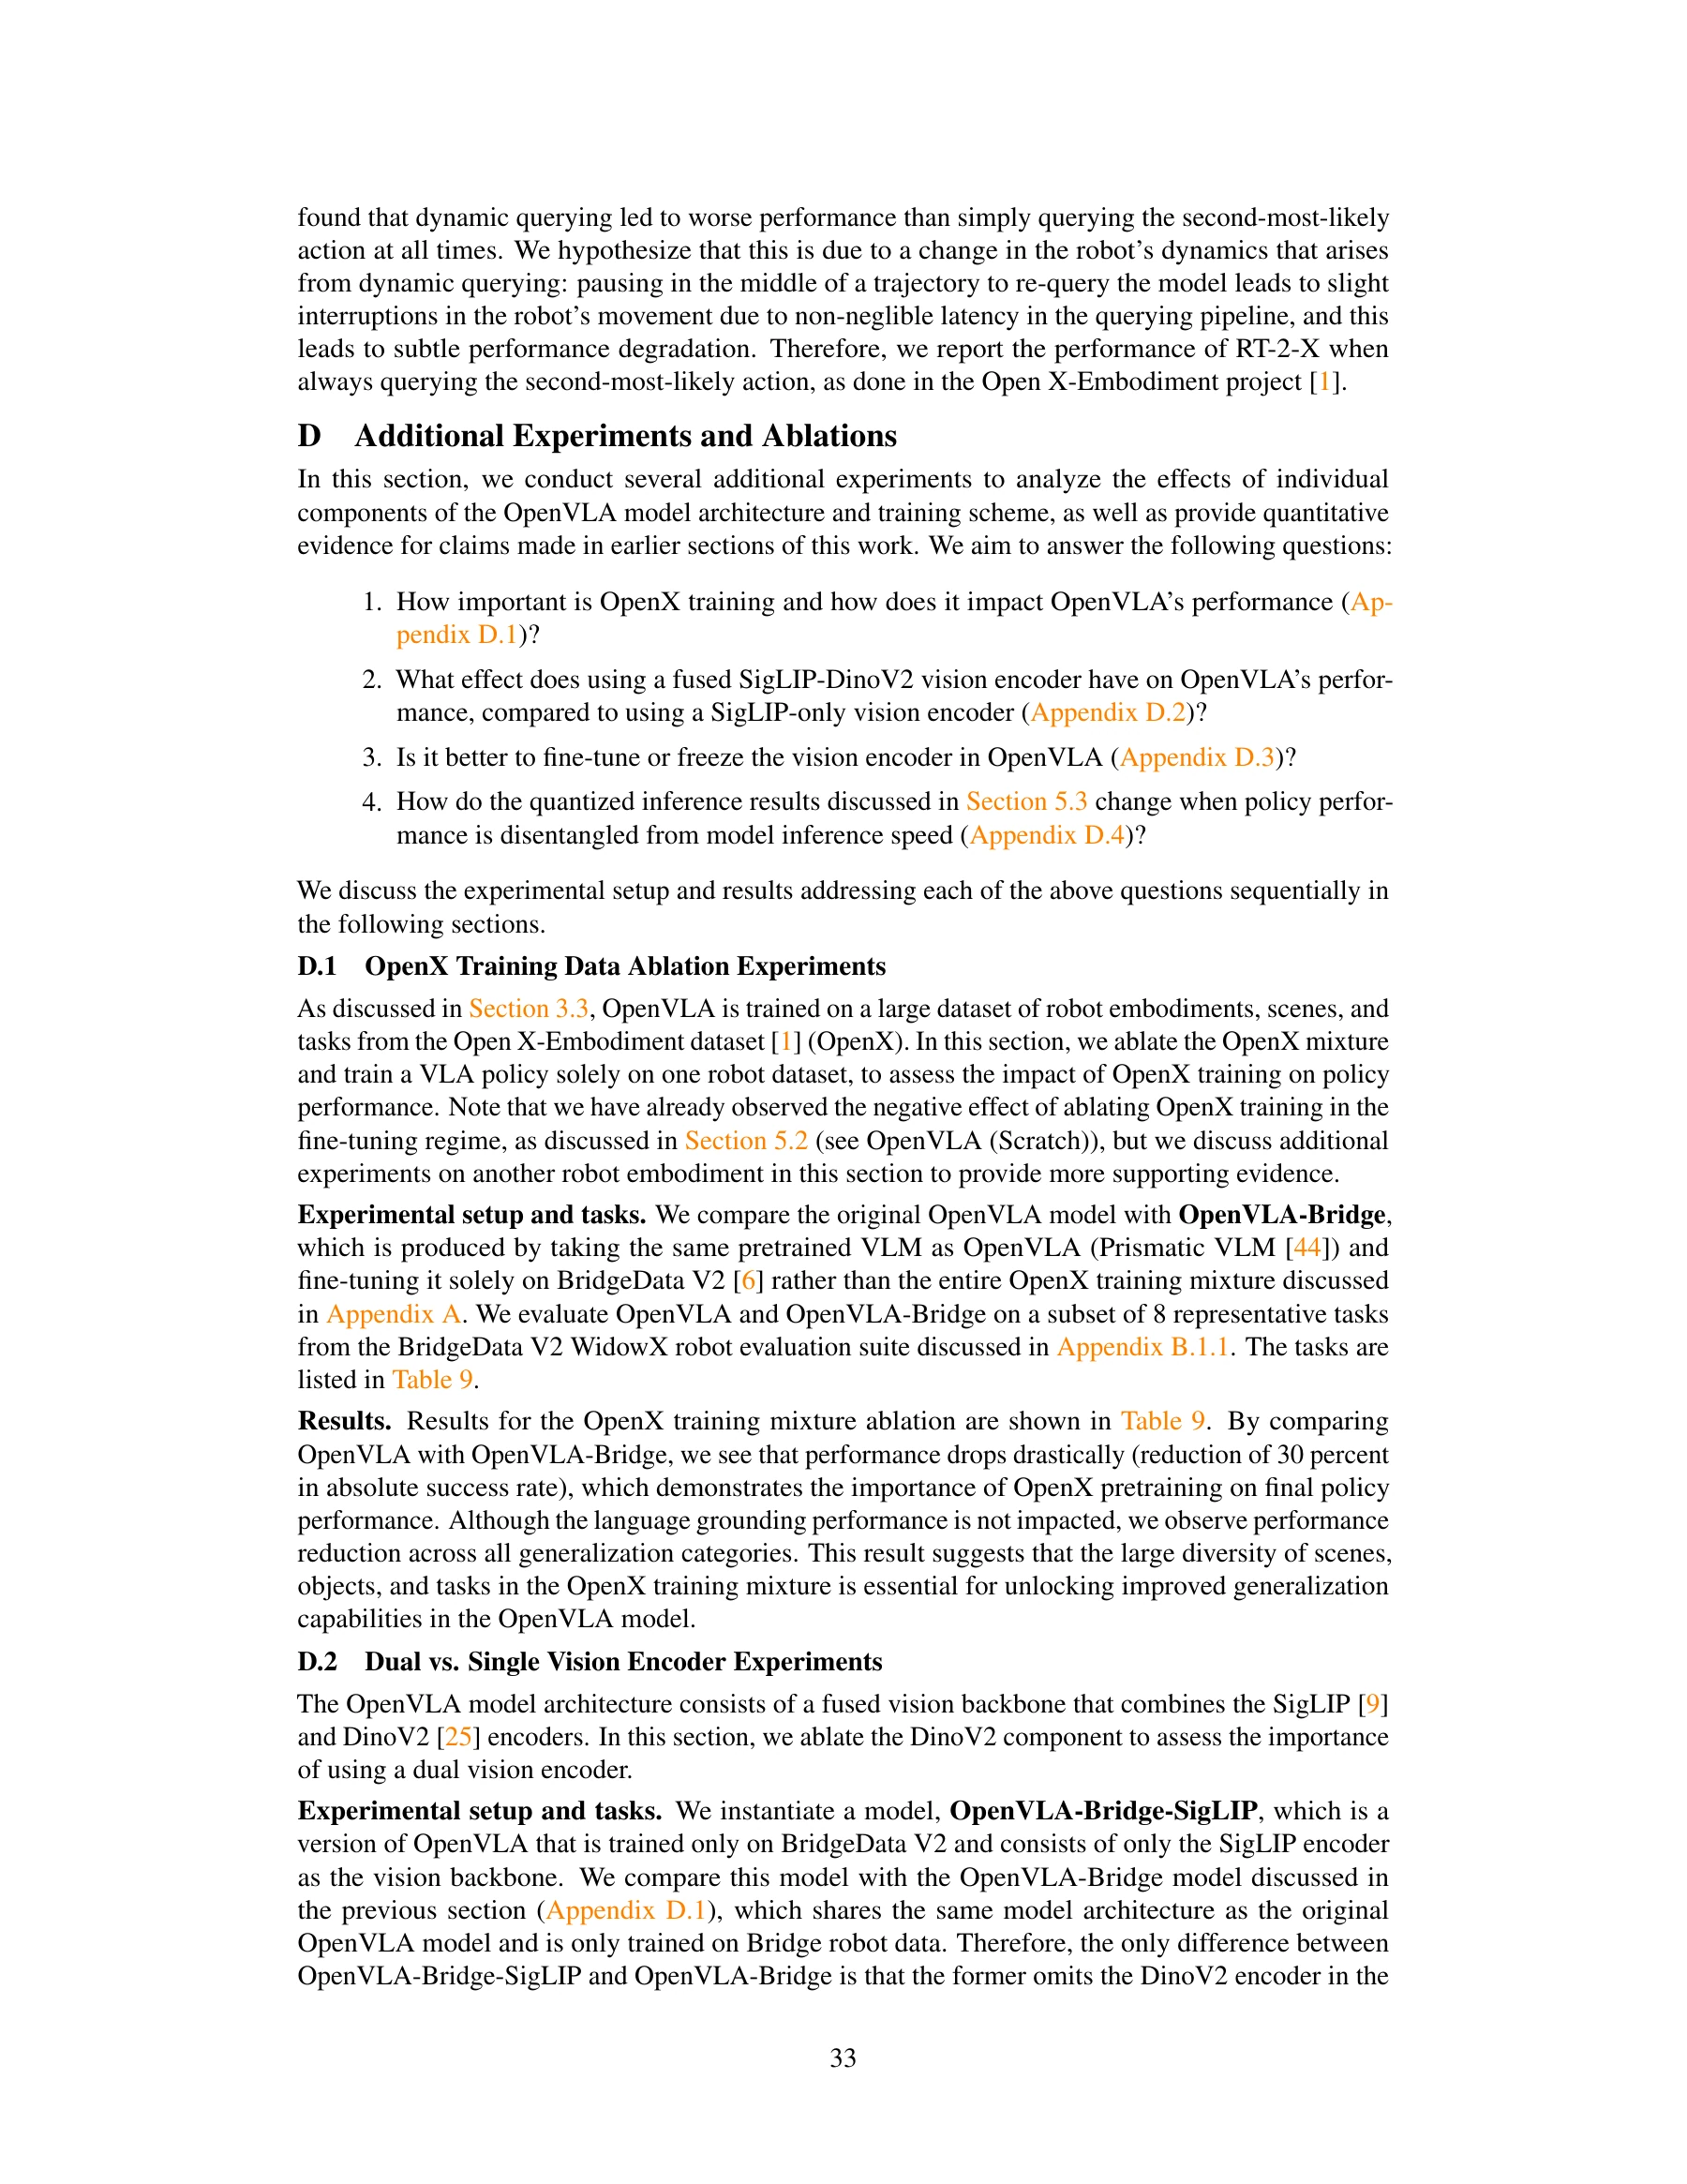 found that dynamic querying led to worse performance than simply querying the second-most-likely
action at all times. We hypothesize that this is due to a change in the robot's dynamics that arises
from dynamic querying: pausing in the middle of a trajectory to re-query the model leads to slight
interruptions in the robot's movement due to non-neglible latency in the querying pipeline, and this
leads to subtle performance degradation. Therefore, we report the performance of RT-2-X when
always querying the second-most-likely action, as done in the Open X-Embodiment project [1].
D Additional Experiments and Ablations
In this section, we conduct several additional experiments to analyze the effects of individual
components of the OpenVLA model architecture and training scheme, as well as provide quantitative
evidence for claims made in earlier sections of this work. We aim to answer the following questions:
1. How important is OpenX training and how does it impact OpenVLA's performance (Ap-
pendix D.1)?
2. What effect does using a fused SigLIP-DinoV2 vision encoder have on OpenVLA's perfor-
mance, compared to using a SigLIP-only vision encoder (Appendix D.2)?
3. Is it better to fine-tune or freeze the vision encoder in OpenVLA (Appendix D.3)?
4. How do the quantized inference results discussed in Section 5.3 change when policy perfor-
mance is disentangled from model inference speed (Appendix D.4)?
We discuss the experimental setup and results addressing each of the above questions sequentially in
the following sections.
D.1 OpenX Training Data Ablation Experiments
As discussed in Section 3.3, OpenVLA is trained on a large dataset of robot embodiments, scenes, and
tasks from the Open X-Embodiment dataset [1] (OpenX). In this section, we ablate the OpenX mixture
and train a VLA policy solely on one robot dataset, to assess the impact of OpenX training on policy
performance. Note that we have already observed the negative effect of ablating OpenX training in the
fine-tuning regime, as discussed in Section 5.2 (see OpenVLA (Scratch)), but we discuss additional
experiments on another robot embodiment in this section to provide more supporting evidence.
Experimental setup and tasks. We compare the original OpenVLA model with OpenVLA-Bridge,
which is produced by taking the same pretrained VLM as OpenVLA (Prismatic VLM [44]) and
fine-tuning it solely on BridgeData V2 [6] rather than the entire OpenX training mixture discussed
in Appendix A. We evaluate OpenVLA and OpenVLA-Bridge on a subset of 8 representative tasks
from the BridgeData V2 WidowX robot evaluation suite discussed in Appendix B.1.1. The tasks are
listed in Table 9.
Results. Results for the OpenX training mixture ablation are shown in Table 9. By comparing
OpenVLA with OpenVLA-Bridge, we see that performance drops drastically (reduction of 30 percent
in absolute success rate), which demonstrates the importance of OpenX pretraining on final policy
performance. Although the language grounding performance is not impacted, we observe performance
reduction across all generalization categories. This result suggests that the large diversity of scenes,
objects, and tasks in the OpenX training mixture is essential for unlocking improved generalization
capabilities in the OpenVLA model.
D.2 Dual vs. Single Vision Encoder Experiments
The OpenVLA model architecture consists of a fused vision backbone that combines the SigLIP [9]
and DinoV2 [25] encoders. In this section, we ablate the DinoV2 component to assess the importance
of using a dual vision encoder.
Experimental setup and tasks. We instantiate a model, OpenVLA-Bridge-SigLIP, which is a
version of OpenVLA that is trained only on BridgeData V2 and consists of only the SigLIP encoder
as the vision backbone. We compare this model with the OpenVLA-Bridge model discussed in
the previous section (Appendix D.1), which shares the same model architecture as the original
OpenVLA model and is only trained on Bridge robot data. Therefore, the only difference between
OpenVLA-Bridge-SigLIP and OpenVLA-Bridge is that the former omits the DinoV2 encoder in the
33